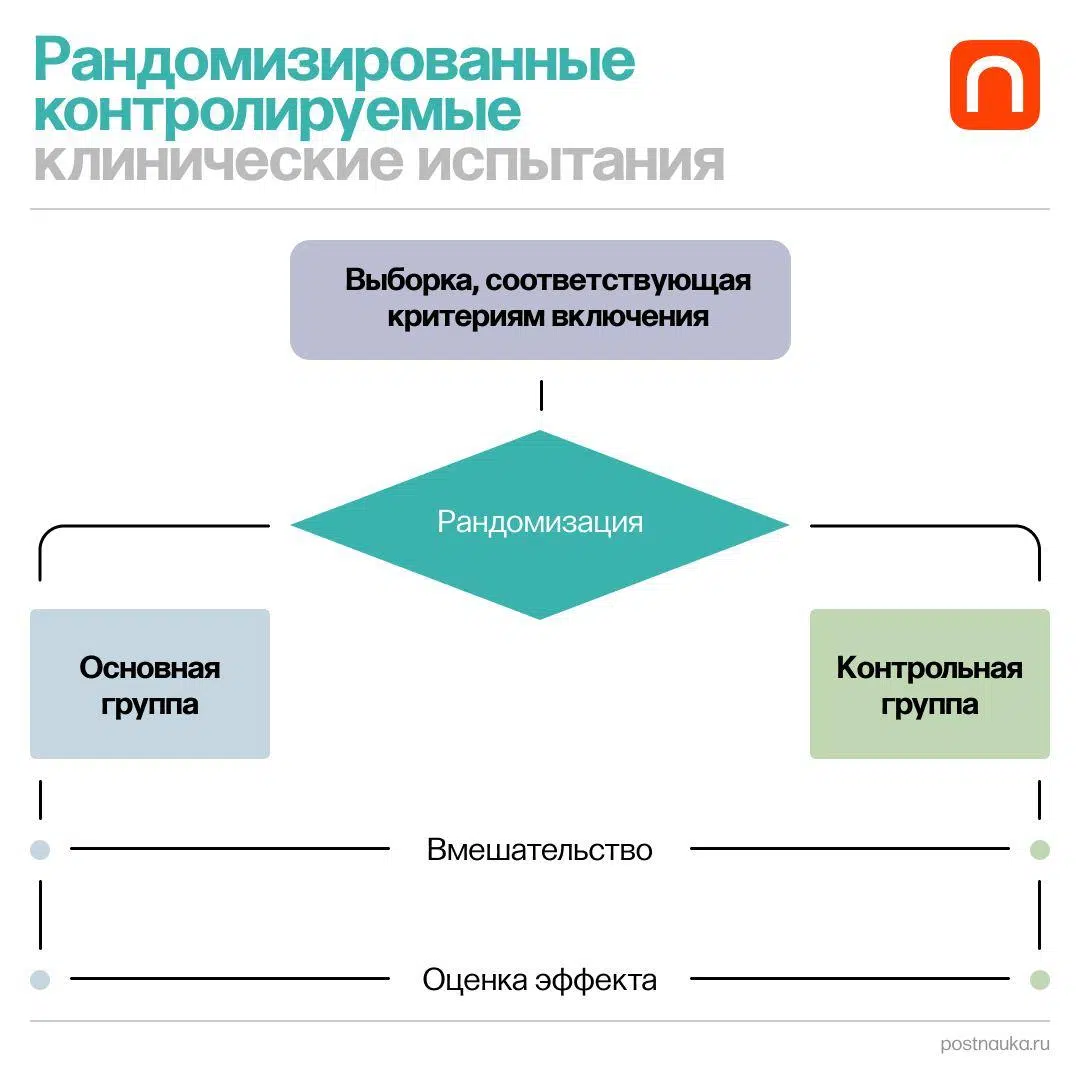 Рандомизированные
контролируемые
клинические испытания
Выборка, соответствующая
критериям включения
Рандомизация
Основная
группа
Контрольная
группа
Вмешательство
Оценка эффекта
postnauka.ru